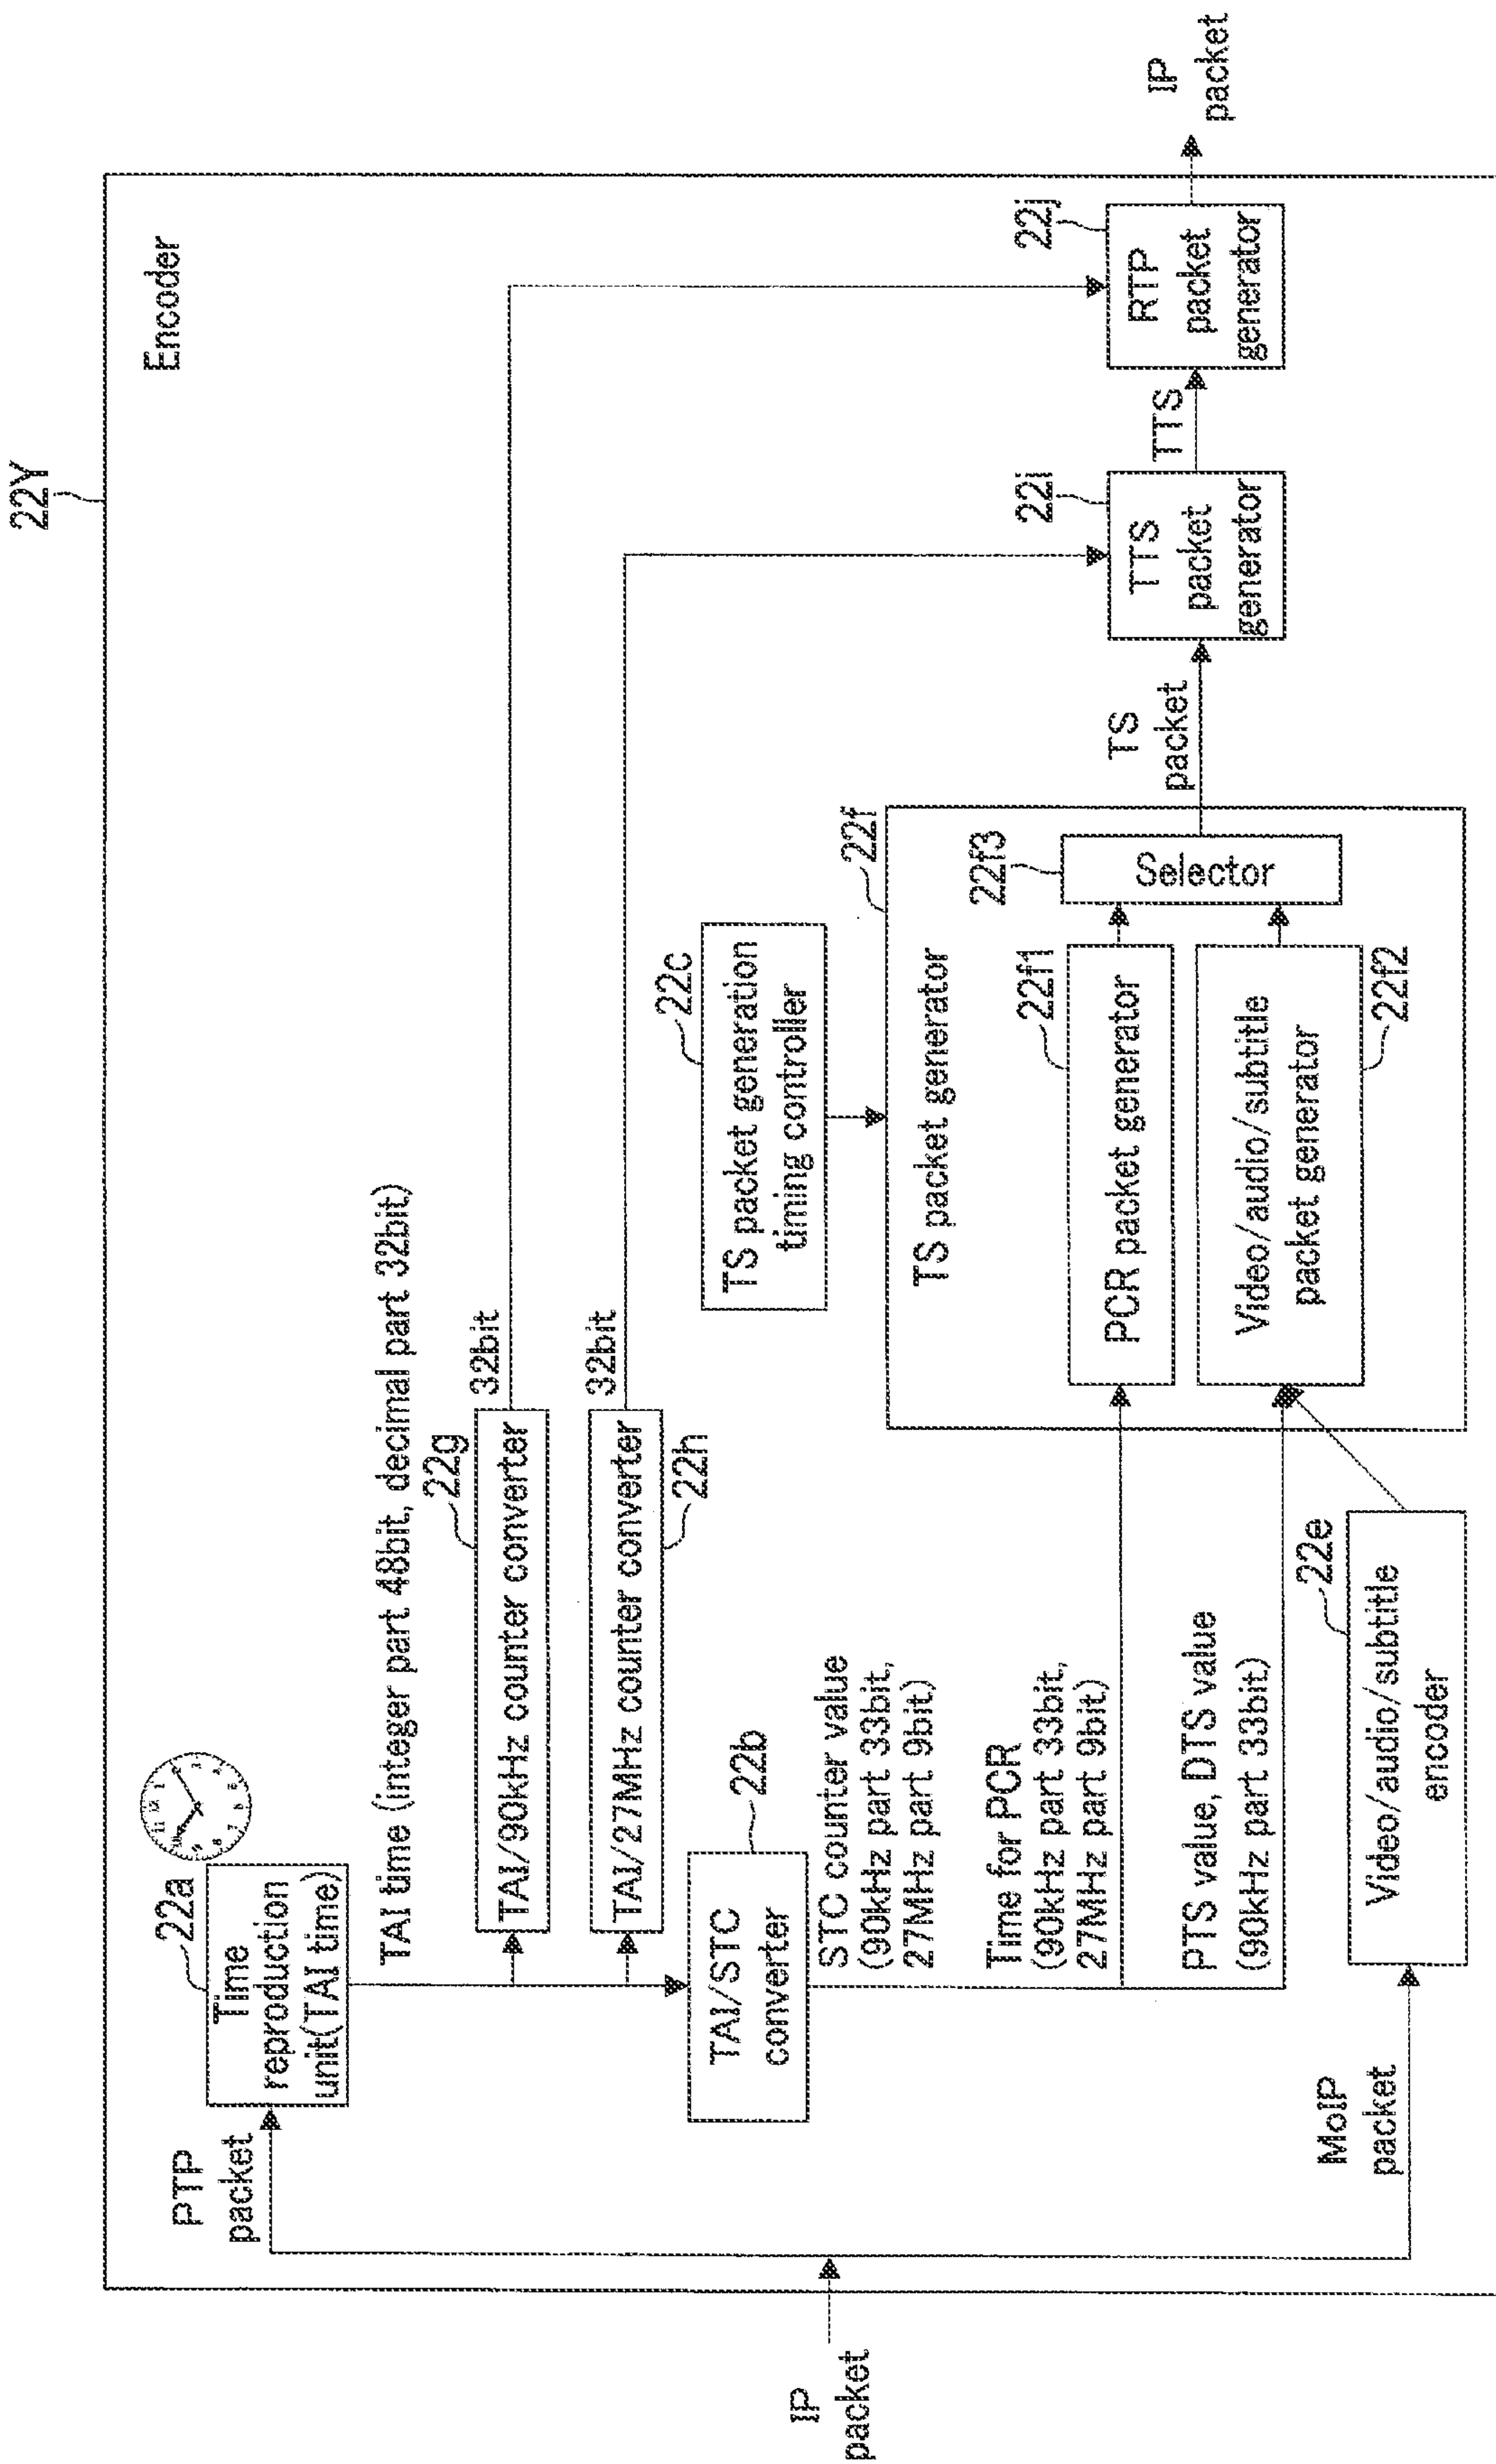 22Y
Encoder
IP
packet
PTP
packet
22a
Time
reproduction
unit(TAI time)
TAI time (integer part 48bit, decimal part 32bit)
22g
TAI/90kHz counter converter
32bit
TAI/27MHz counter converter
22h
32bit
TAI/STC
converter
22b
STC counter value
(90kHz part 33bit,
27MHz part 9bit)
Time for PCR
(90kHz part 33bit,
27MHz part 9bit)
PTS value, DTS value
(90kHz part 33bit)
MoIP
packet
22e
Video/audio/subtitle
encoder
22c
TS packet generation
timing controller
22f
TS packet generator
22f1
PCR packet generator
Video/audio/subtitle
packet generator
22f2
22f3
Selector
TS
packet
22i
TTS
packet
generator
TTS
22j
RTP
packet
generator
IP
packet